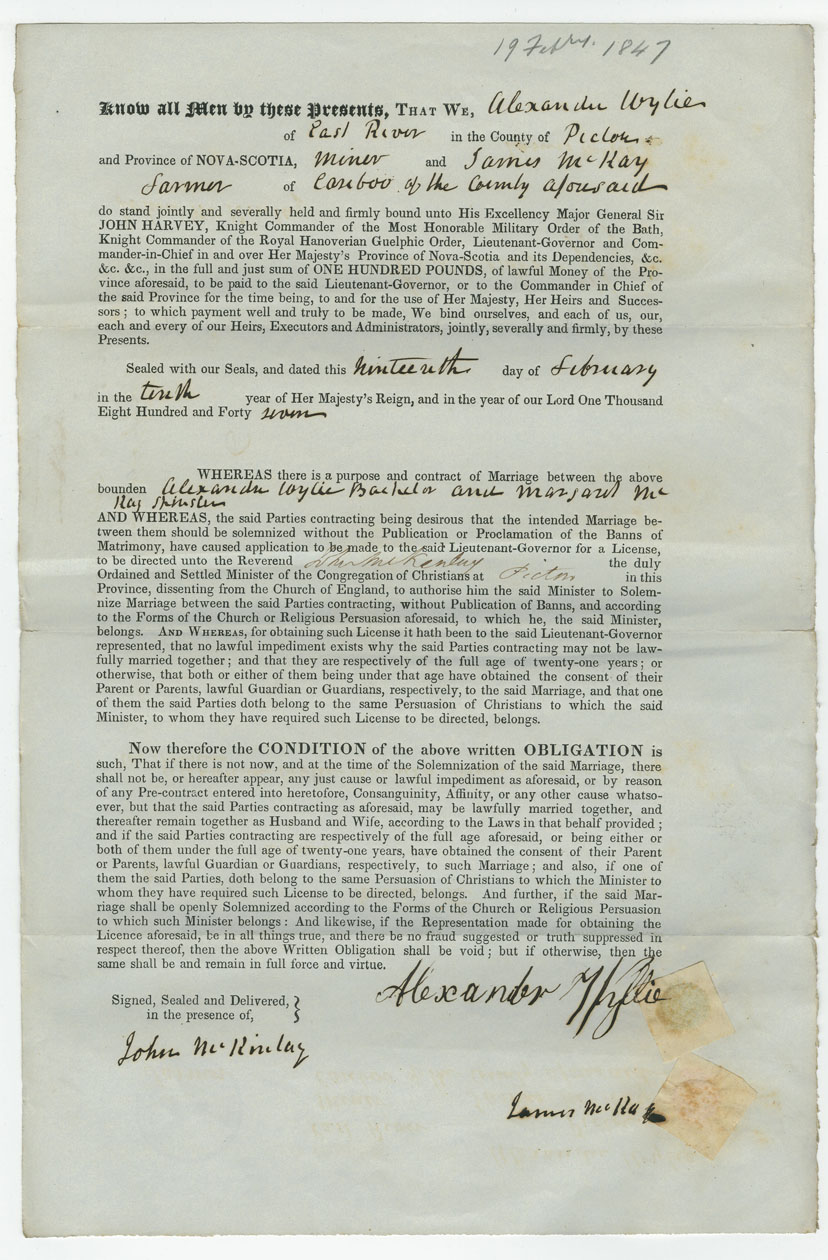 19 Febry. 1847
Know all Men by these Presents, THAT WE, Alexander Wylie
of East River in the County of Pictou
and Province of NOVA-SCOTIA, Miner and James McKay
Farmer of Cariboo of the County aforesaid
do stand jointly and severally held and firmly bound unto His Excellency Major General Sir
JOHN HARVEY, Knight Commander of the Most Honorable Military Order of the Bath,
Knight Commander of the Royal Hanoverian Guelphic Order, Lieutenant-Governor and Com-
mander-in-Chief in and over Her Majesty's Province of Nova-Scotia and its Dependencies, &c.
&c. &c., in the full and just sum of ONE HUNDRED POUNDS, of lawful Money of the Pro-
vince aforesaid, to be paid to the said Lieutenant-Governor, or to the Commander in Chief of
the said Province for the time being, to and for the use of Her Majesty, Her Heirs and Succes-
sors; to which payment well and truly to be made, We bind ourselves, and each of us, our,
each and every of our Heirs, Executors and Administrators, jointly, severally and firmly, by these
Presents.
Sealed with our Seals, and dated this Ninteenth day of February
in the tenth year of Her Majesty's Reign, and in the year of our Lord One Thousand
Eight Hundred and Forty seven
WHEREAS there is a purpose and contract of Marriage between the above
bounden Alexander Wylie Bachelor and Margaret Mc
Kay Spinster
AND WHEREAS, the said Parties contracting being desirous that the intended Marriage be-
tween them should be solemnized without the Publication or Proclamation of the Banns of
Matrimony, have caused application to be made to the said Lieutenant-Governor for a License,
to be directed unto the Reverend John McKinlay the duly
Ordained and Settled Minister of the Congregation of Christians at Pictou in this
Province, dissenting from the Church of England, to authorise him the said Minister to Solem-
nize Marriage between the said Parties contracting, without Publication of Banns, and according
to the Forms of the Church or Religious Persuasion aforesaid, to which he, the said Minister,
belongs. AND WHEREAS, for obtaining such License it hath been to the said Lieutenant-Governor
represented, that no lawful impediment exists why the said Parties contracting may not be law-
fully married together; and that they are respectively of the full age of twenty-one years; or
otherwise, that both or either of them being under that age have obtained the consent of their
Parent or Parents, lawful Guardian or Guardians, respectively, to the said Marriage, and that one
of them the said Parties doth belong to the same Persuasion of Christians to which the said
Minister, to whom they have required such License to be directed, belongs.
Now therefore the CONDITION of the above written OBLIGATION is
such, That if there is not now, and at the time of the Solemnization of the said Marriage, there
shall not be, or hereafter appear, any just cause or lawful impediment as aforesaid, or by reason
of any Pre-contract entered into heretofore, Consanguinity, Affinity, or any other cause whatso-
ever, but that the said Parties contracting as aforesaid, may be lawfully married together, and
thereafter remain together as Husband and Wife, according to the Laws in that behalf provided;
and if the said Parties contracting are respectively of the full age aforesaid, or being either or
both of them under the full age of twenty-one years, have obtained the consent of their Parent
or Parents, lawful Guardian or Guardians, respectively, to such Marriage; and also, if one of
them the said Parties, doth belong to the same Persuasion of Christians to which the Minister to
whom they have required such License to be directed, belongs. And further, if the said Mar-
riage shall be openly Solemnized according to the Forms of the Church or Religious Persuasion
to which such Minister belongs: And likewise, if the Representation made for obtaining the
Licence aforesaid, be in all things true, and there be no fraud suggested or truth suppressed in
respect thereof, then the above Written Obligation shall be void; but if otherwise, then the
same shall be and remain in full force and virtue.
Alexander Wyllie
Signed, Sealed and Delivered,
in the presence of,
John McKinlay
James McKay